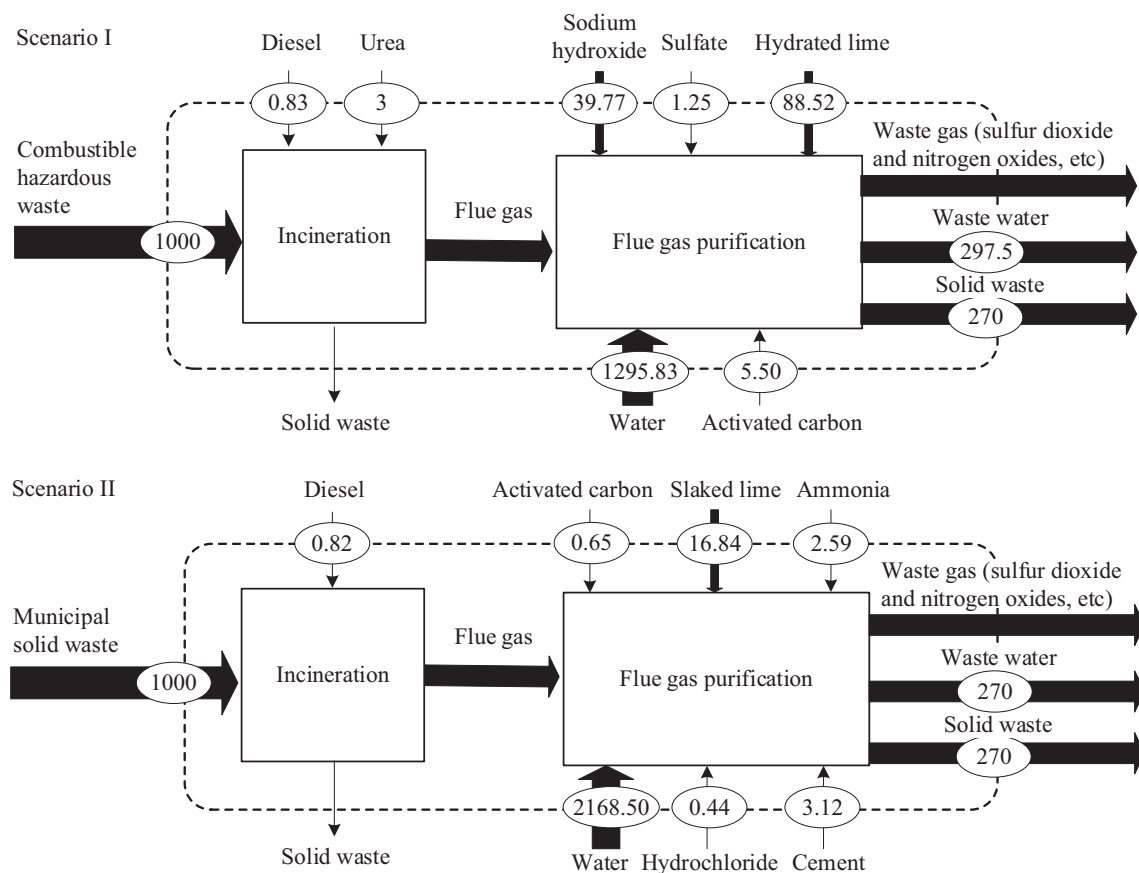 Scenario I
Diesel
Urea
Sodium
hydroxide
Sulfate
Hydrated lime
0.83
3
39.77
1.25
88.52
Combustible
hazardous
waste
1000
Incineration
Flue gas
Flue gas purification
Waste gas (sulfur dioxide
and nitrogen oxides, etc)
Waste water
297.5
Solid waste
270
1295.83
5.50
Solid waste
Water
Activated carbon
Scenario II
Diesel
Activated carbon
Slaked lime
Ammonia
0.82
0.65
16.84
2.59
Municipal
solid waste
1000
Incineration
Flue gas
Flue gas purification
Waste gas (sulfur dioxide
and nitrogen oxides, etc)
Waste water
270
Solid waste
270
2168.50
0.44
3.12
Solid waste
Water
Hydrochloride
Cement